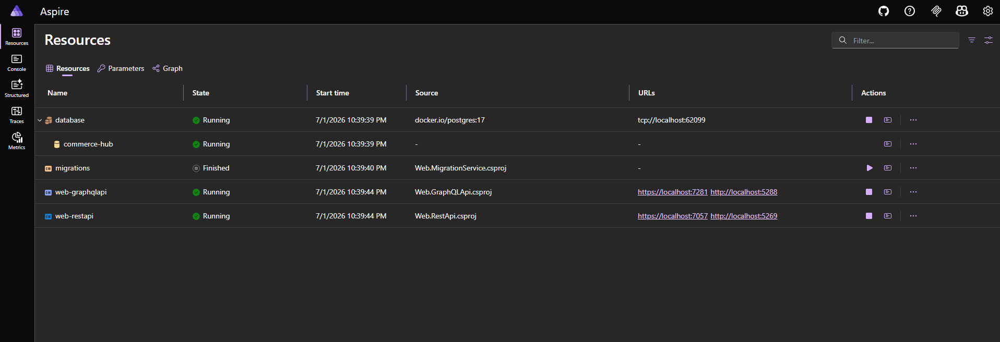 Aspire
Resources
Console
Structured
Traces
Metrics
Resources
Filter...
Resources Parameters Graph
Name State Start time Source URLs Actions
database Running 7/1/2026 10:39:39 PM docker.io/postgres:17 tcp://localhost:62099
commerce-hub Running 7/1/2026 10:39:39 PM - -
C# migrations Finished 7/1/2026 10:39:40 PM Web.MigrationService.csproj -
C# web-graphqlapi Running 7/1/2026 10:39:44 PM Web.GraphQLApi.csproj https://localhost:7281 http://localhost:5288
C# web-restapi Running 7/1/2026 10:39:44 PM Web.RestApi.csproj https://localhost:7057 http://localhost:5269